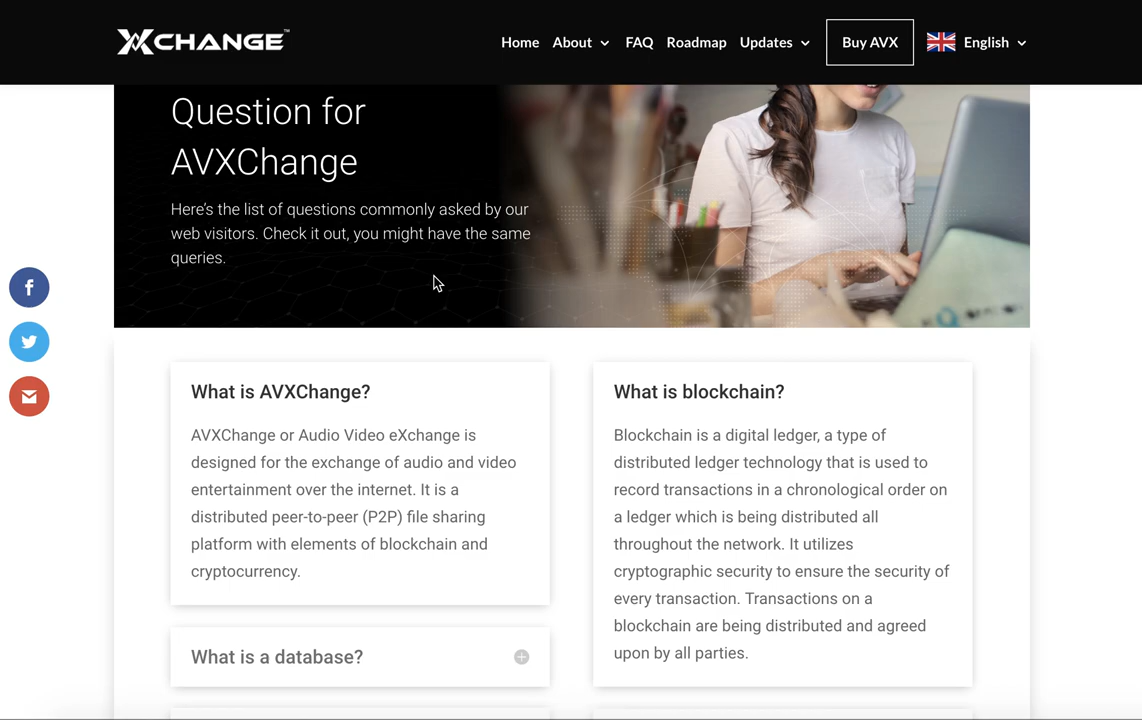 XCHANGE™
Home About FAQ Roadmap Updates Buy AVX English
Question for
AVXChange
Here's the list of questions commonly asked by our
web visitors. Check it out, you might have the same
queries.
f
What is AVXChange?
AVXChange or Audio Video eXchange is
designed for the exchange of audio and video
entertainment over the internet. It is a
distributed peer-to-peer (P2P) file sharing
platform with elements of blockchain and
cryptocurrency.
What is a database?
What is blockchain?
Blockchain is a digital ledger, a type of
distributed ledger technology that is used to
record transactions in a chronological order on
a ledger which is being distributed all
throughout the network. It utilizes
cryptographic security to ensure the security of
every transaction. Transactions on a
blockchain are being distributed and agreed
upon by all parties.